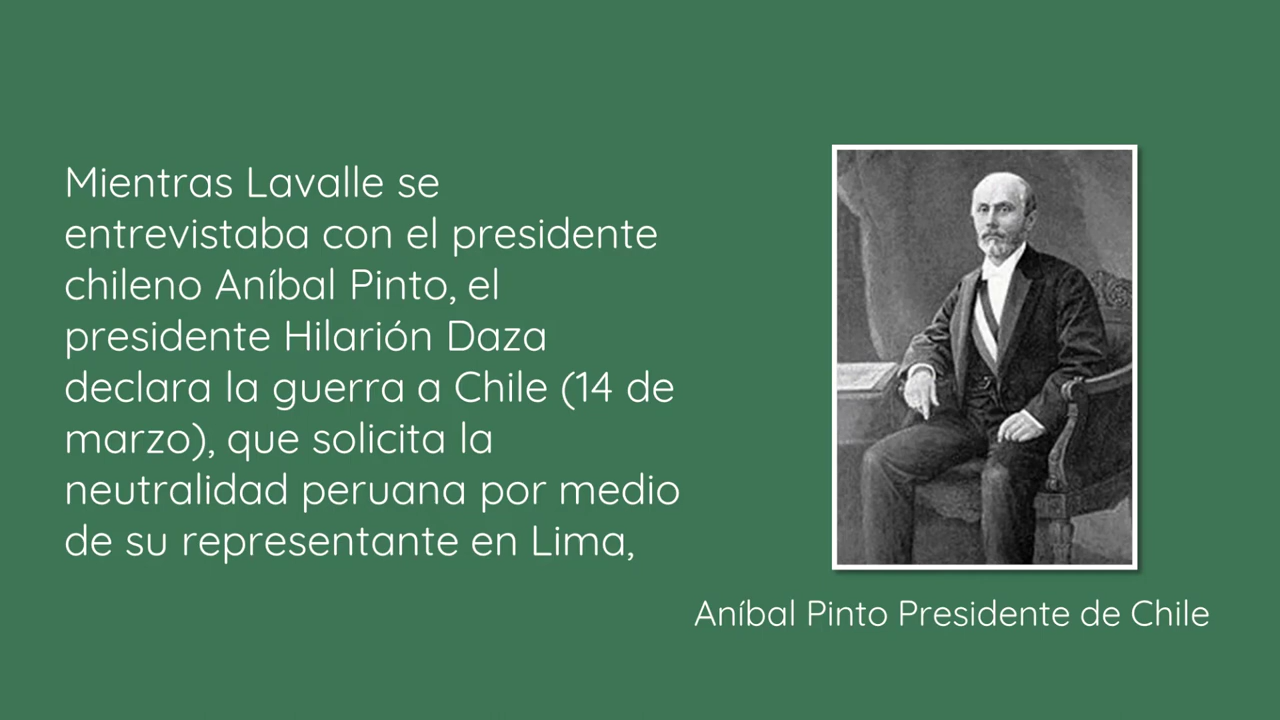 Mientras Lavalle se
entrevistaba con el presidente
chileno Aníbal Pinto, el
presidente Hilarión Daza
declara la guerra a Chile (14 de
marzo), que solicita la
neutralidad peruana por medio
de su representante en Lima,
Aníbal Pinto Presidente de Chile